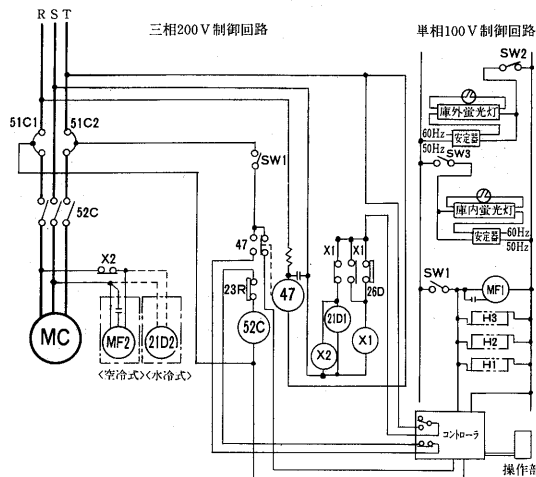 三相200V制御回路
単相100V制御回路
R S T
SW2
51C1
51C2
庫外蛍光灯
60Hz
50Hz
安定器
SW3
SW1
52C
庫内蛍光灯
安定器
60Hz
50Hz
X2
47
X1
X1
SW1
MF1
23R
47
26D
H3
MC
MF2
21D2
52C
21D1
X2
X1
H2
H1
<空冷式>
<水冷式>
コントローラ
操作部